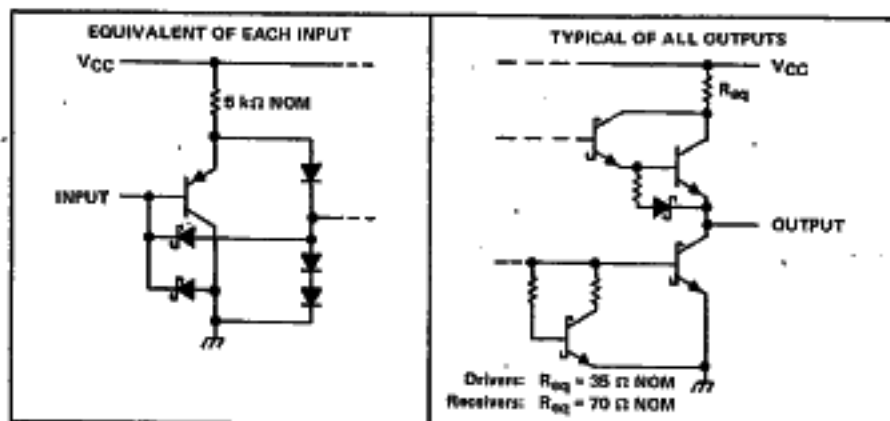 EQUIVALENT OF EACH INPUT
VCC
6 kΩ NOM
INPUT
TYPICAL OF ALL OUTPUTS
VCC
Req
OUTPUT
Drivers: Req = 35 Ω NOM
Receivers: Req = 70 Ω NOM